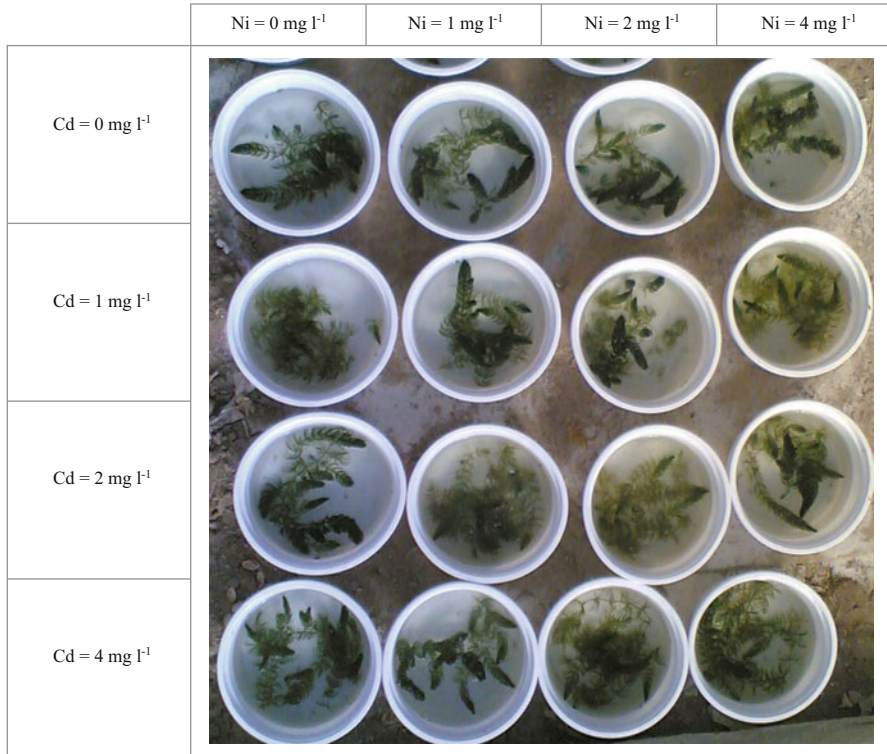 Ni = 0 mg l⁻¹ Ni = 1 mg l⁻¹ Ni = 2 mg l⁻¹ Ni = 4 mg l⁻¹
Cd = 0 mg l⁻¹
Cd = 1 mg l⁻¹
Cd = 2 mg l⁻¹
Cd = 4 mg l⁻¹